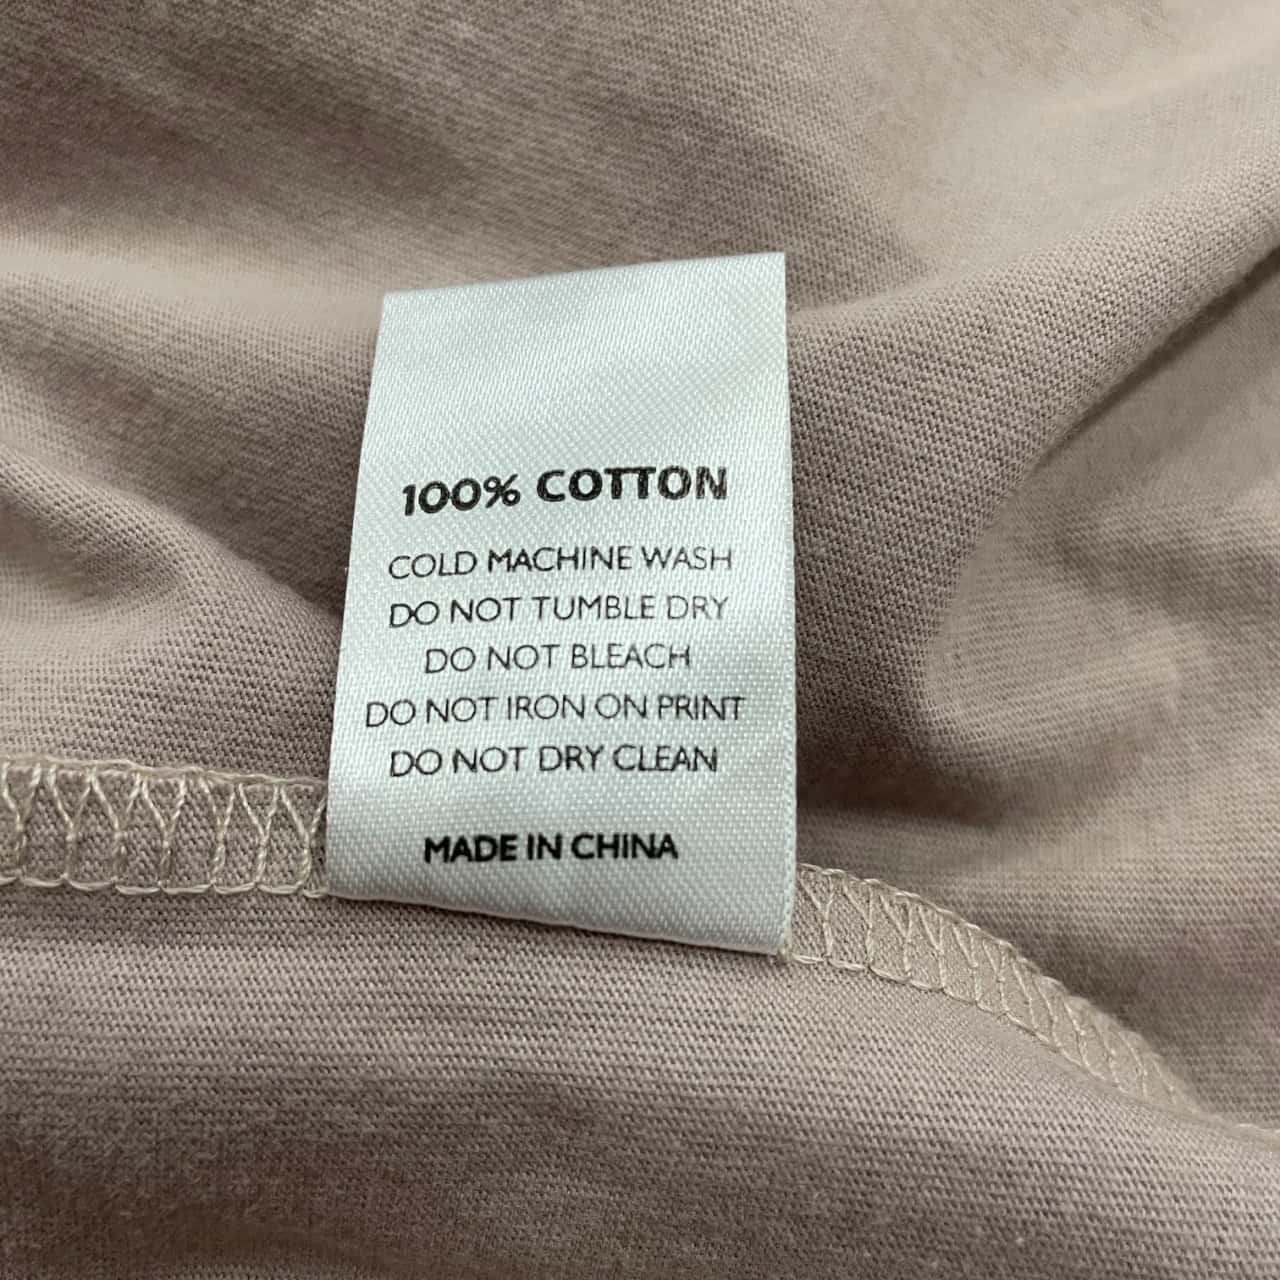 100% COTTON
COLD MACHINE WASH
DO NOT TUMBLE DRY
DO NOT BLEACH
DO NOT IRON ON PRINT
DO NOT DRY CLEAN
MADE IN CHINA